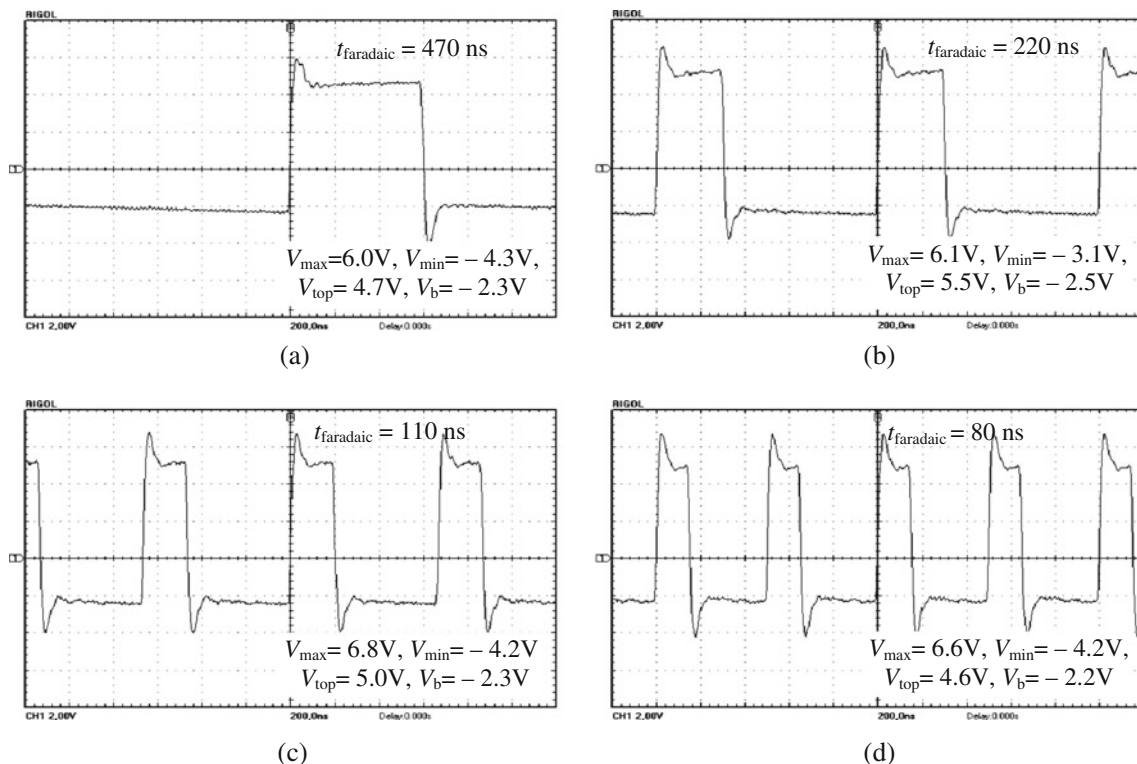 RIGOL
t_faradaic = 470 ns
1
V_max=6.0V, V_min= – 4.3V,
V_top= 4.7V, V_b= – 2.3V
CH1 2.00V 200.0ns Delay:0.000s
(a)
RIGOL
t_faradaic = 220 ns
1
V_max=6.1V, V_min= – 3.1V,
V_top= 5.5V, V_b= – 2.5V
CH1 2.00V 200.0ns Delay:0.000s
(b)
RIGOL
t_faradaic = 110 ns
1
V_max=6.8V, V_min= – 4.2V
V_top= 5.0V, V_b= – 2.3V
CH1 2.00V 200.0ns Delay:0.000s
(c)
RIGOL
t_faradaic = 80 ns
1
V_max=6.6V, V_min= – 4.2V,
V_top= 4.6V, V_b= – 2.2V
CH1 2.00V 200.0ns Delay:0.000s
(d)